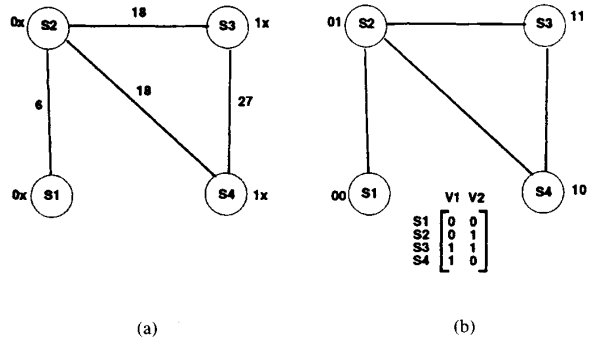 0x S2 18 S3 1x
6 18 27
0x S1 S4 1x
(a)
01 S2 S3 11
00 S1 S4 10
V1 V2
S1 0 0
S2 0 1
S3 1 1
S4 1 0
(b)